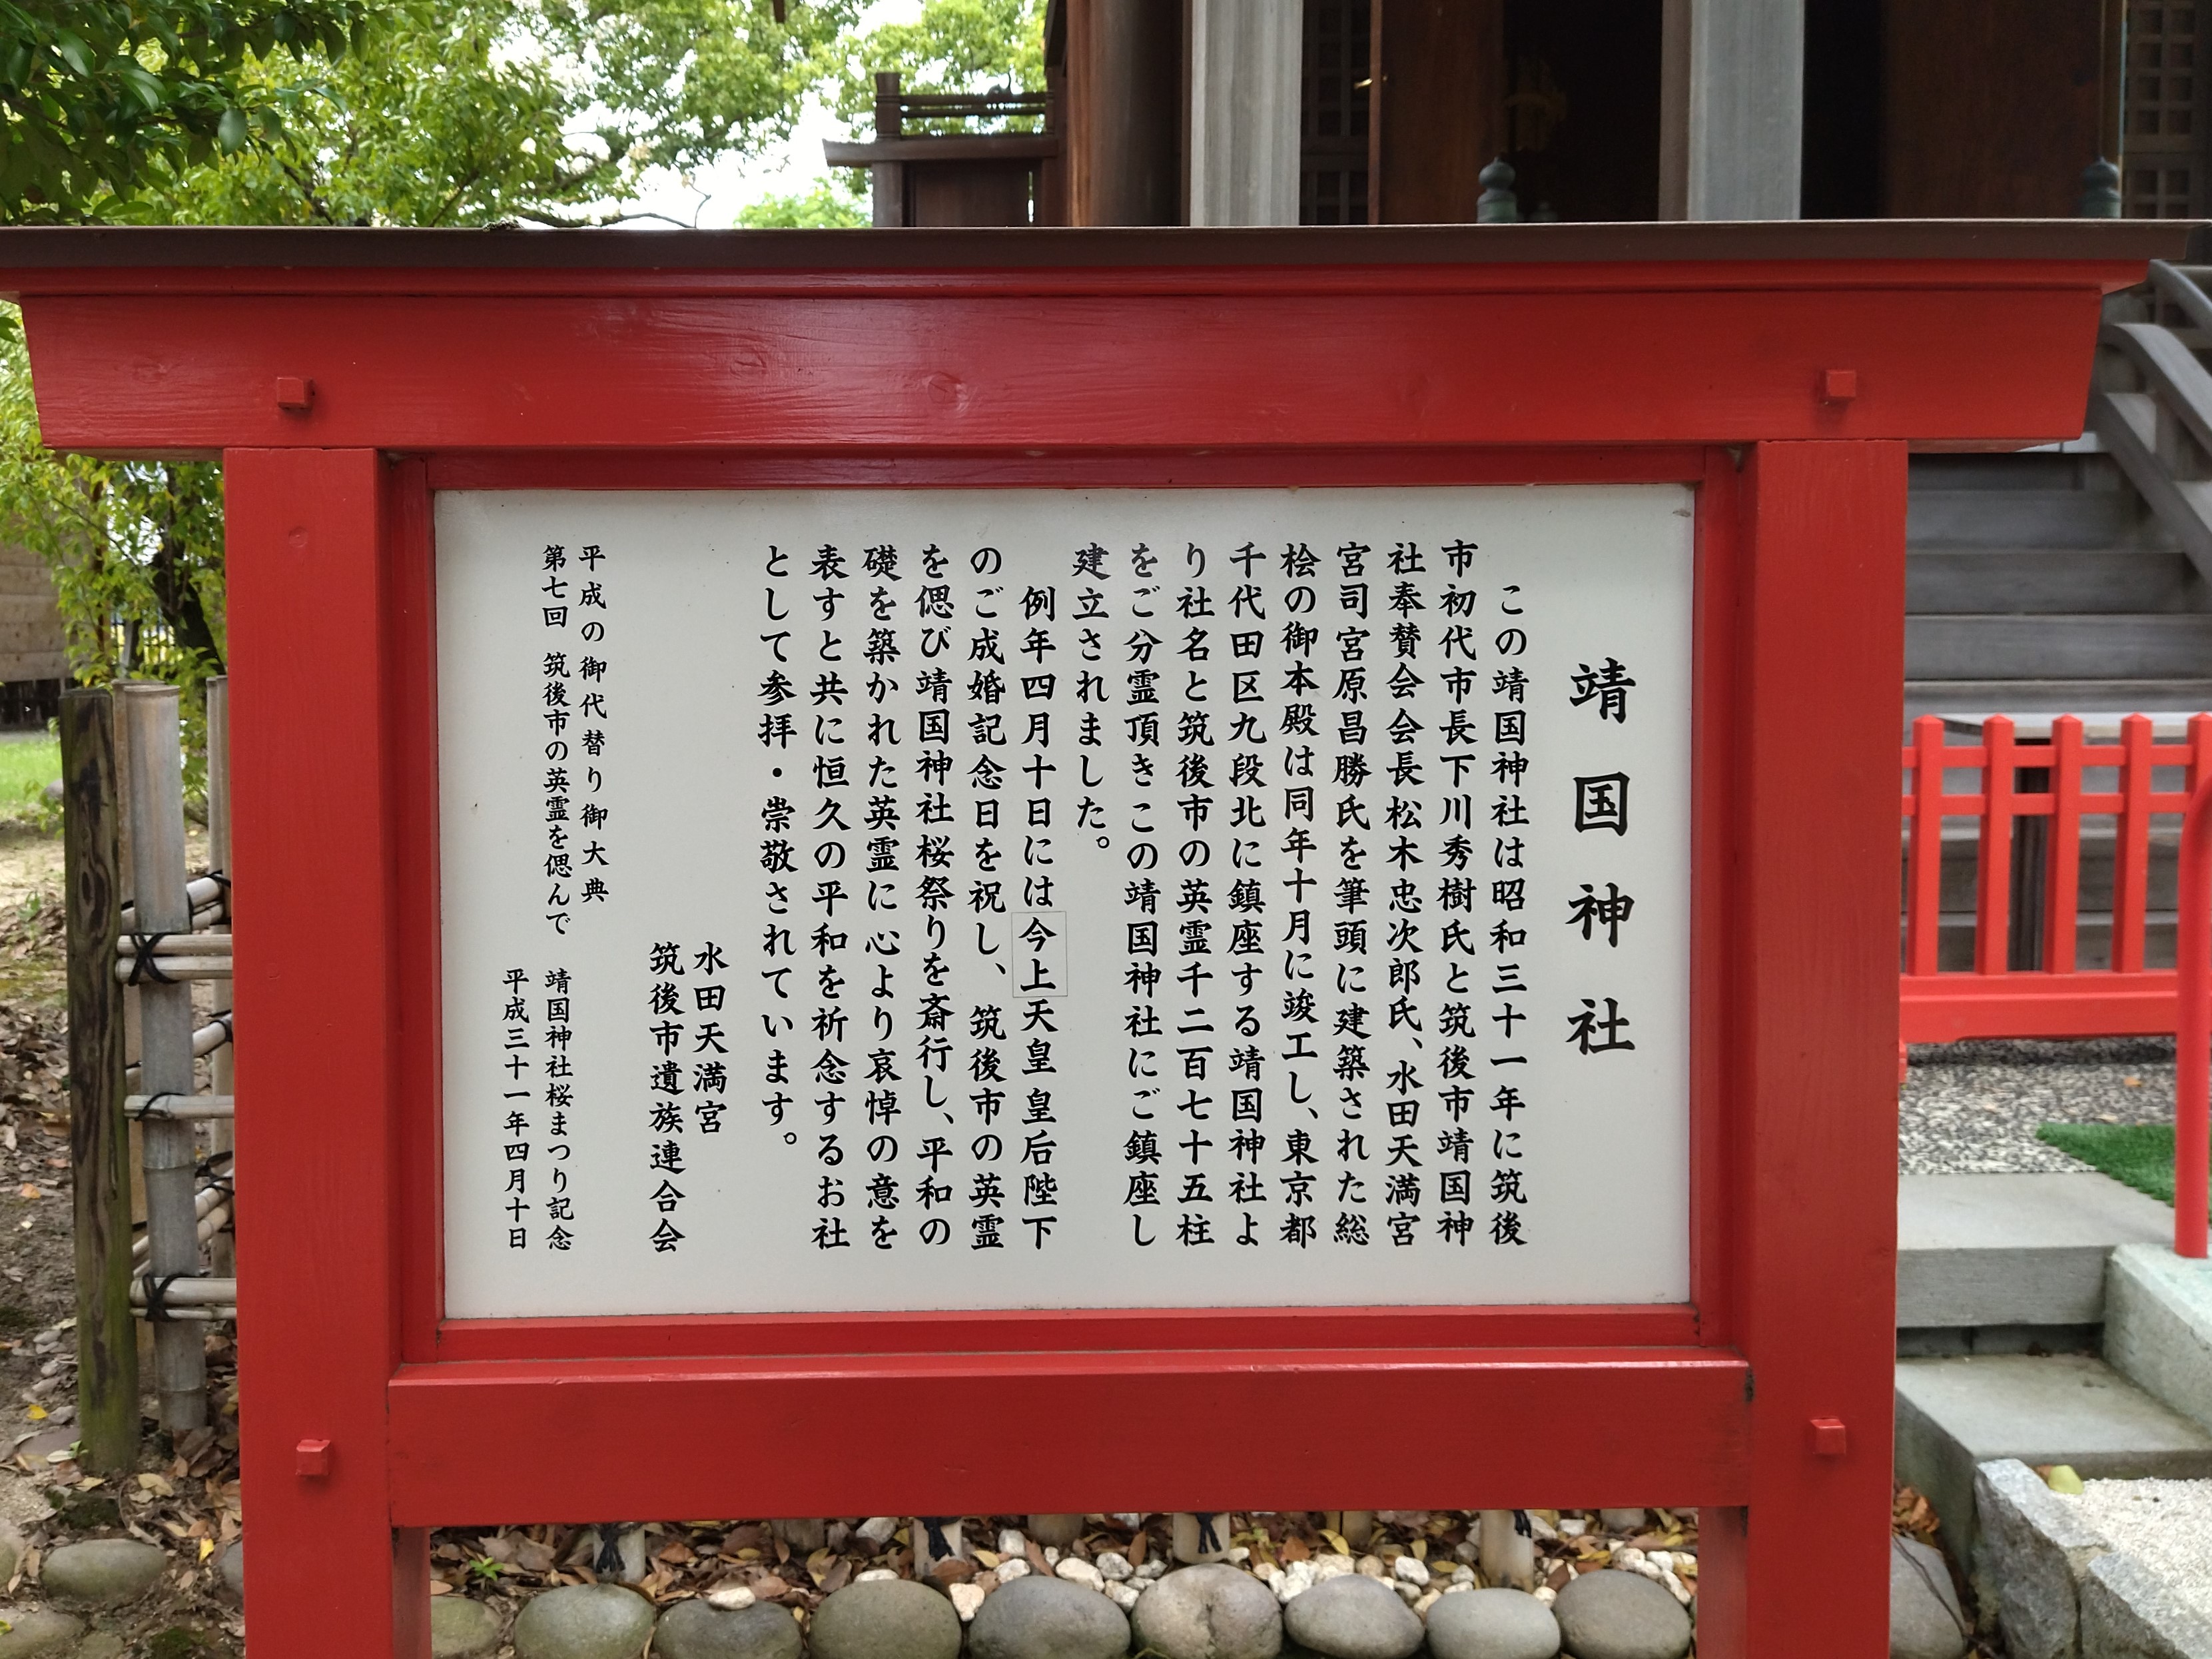 靖国神社
この靖国神社は昭和三十一年に筑後
市初代市長下川秀樹氏と筑後市靖国神
社奉賛会会長松木忠次郎氏、水田天満宮
宮司宮原昌勝氏を筆頭に建築された総
桧の御本殿は同年十月に竣工し、東京都
千代田区九段北に鎮座する靖国神社よ
り社名と筑後市の英霊千二百七十五柱
をご分霊頂きこの靖国神社にご鎮座し
建立されました。
例年四月十日には今上天皇皇后陛下
のご成婚記念日を祝し、筑後市の英霊
を偲び靖国神社桜祭りを斎行し、平和の
礎を築かれた英霊に心より哀悼の意を
表すと共に恒久の平和を祈念するお社
として参拝・崇敬されています。
水田天満宮
筑後市遺族連合会
平成の御代替り御大典
第七回 筑後市の英霊を偲んで 靖国神社桜まつり記念
平成三十一年四月十日